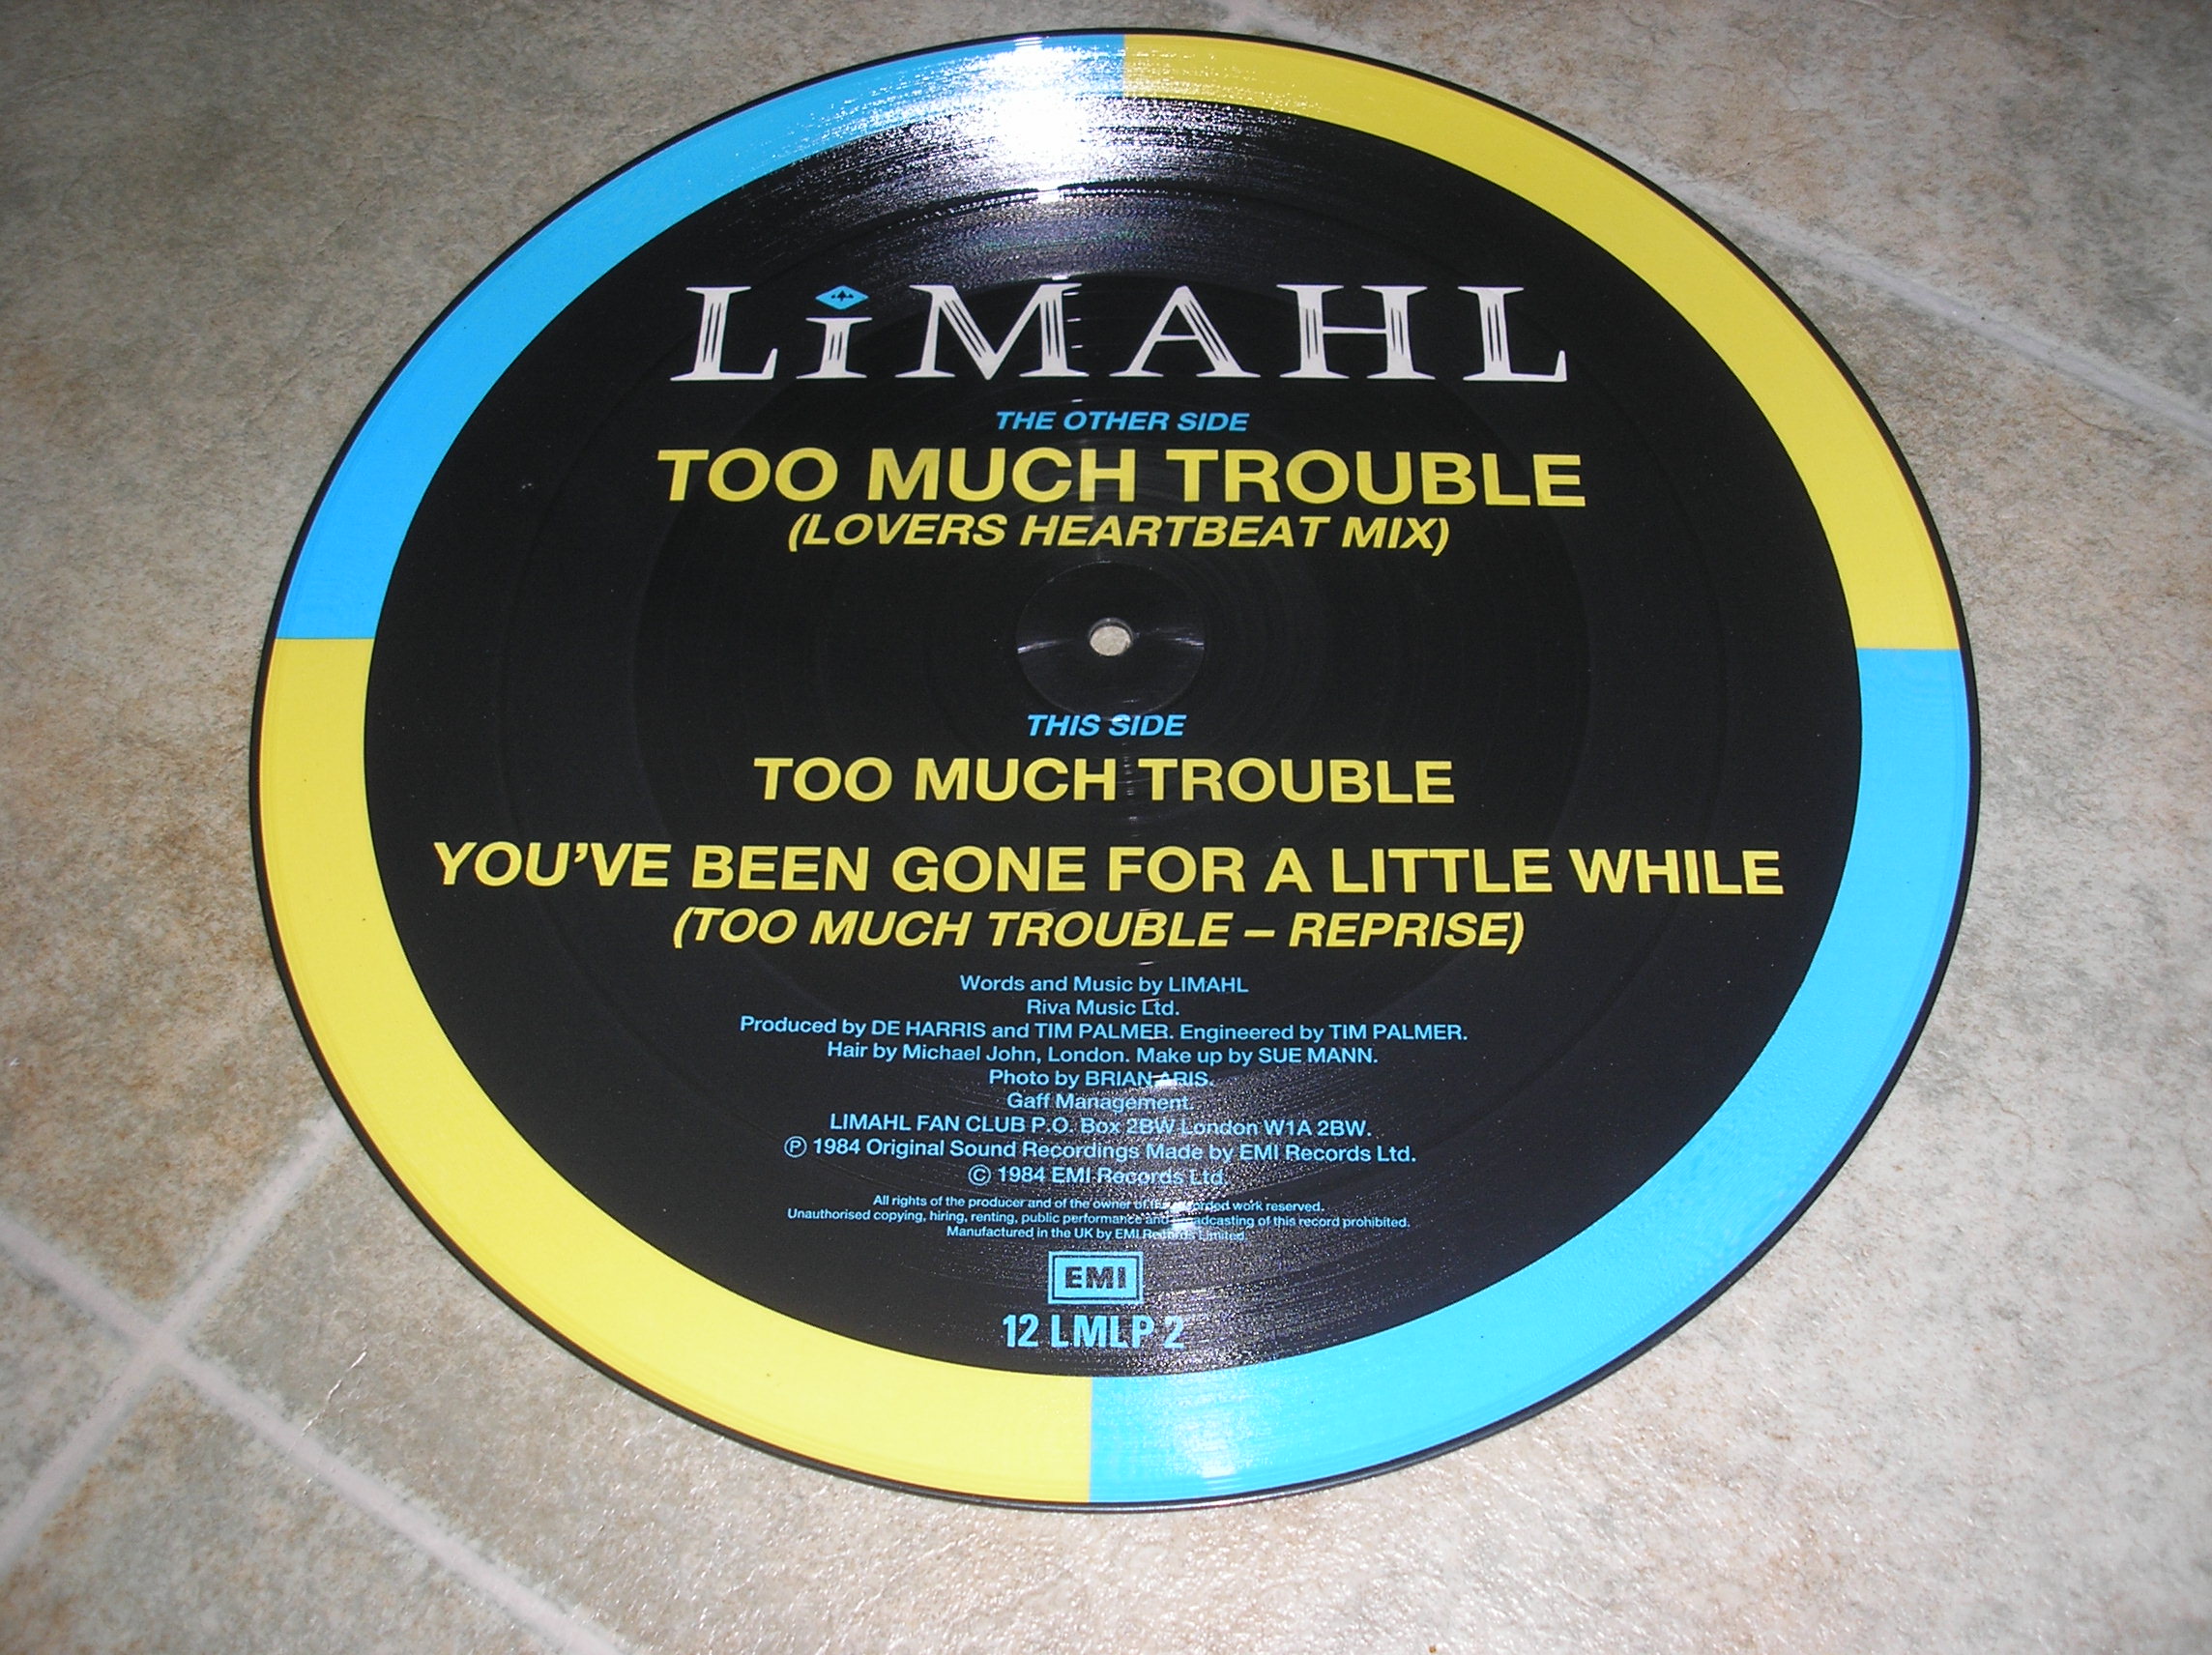 LiMAHL
THE OTHER SIDE
TOO MUCH TROUBLE
(LOVERS HEARTBEAT MIX)
THIS SIDE
TOO MUCH TROUBLE
YOU'VE BEEN GONE FOR A LITTLE WHILE
(TOO MUCH TROUBLE – REPRISE)
Words and Music by LIMAHL
Riva Music Ltd.
Produced by DE HARRIS and TIM PALMER. Engineered by TIM PALMER.
Hair by Michael John, London. Make up by SUE MANN.
Photo by BRIAN ARIS.
Gaff Management.
LIMAHL FAN CLUB P.O. Box 2BW London W1A 2BW.
Ⓟ 1984 Original Sound Recordings Made by EMI Records Ltd.
© 1984 EMI Records Ltd.
All rights of the producer and of the owner of the recorded work reserved.
Unauthorised copying, hiring, renting, public performance and broadcasting of this record prohibited.
Manufactured in the UK by EMI Records Limited.
EMI
12 LMLP 2